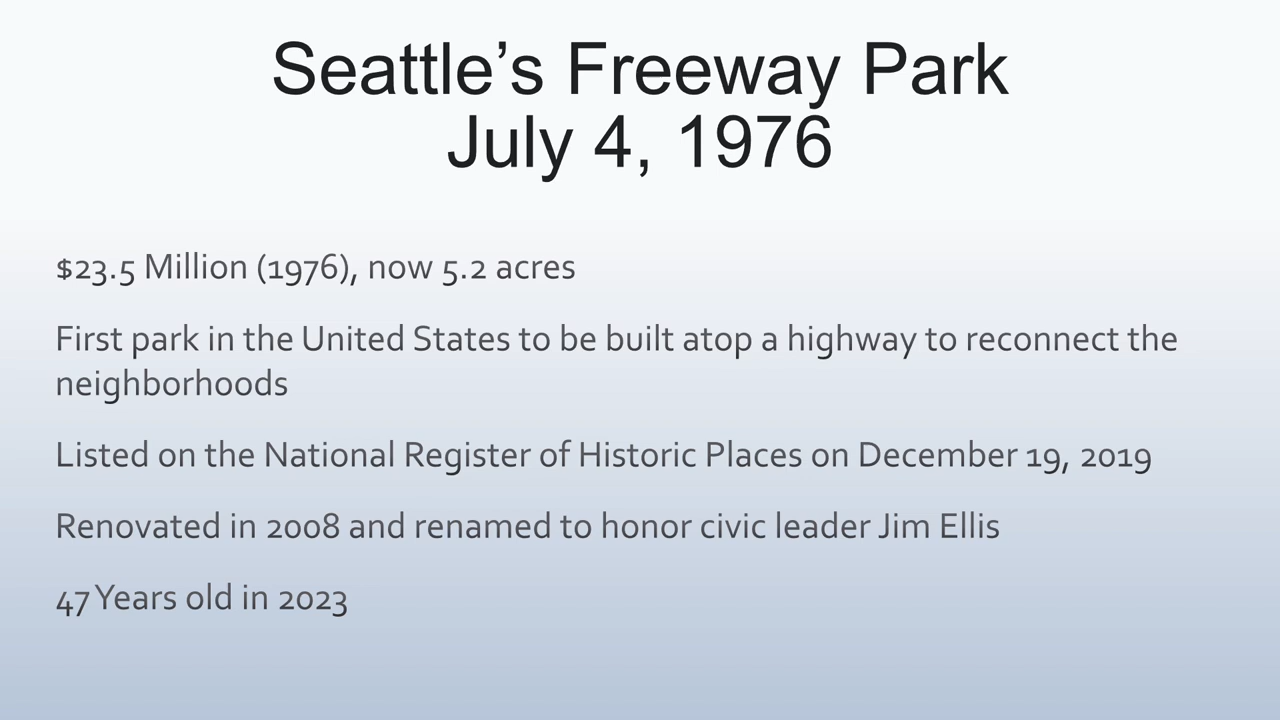 Seattle’s Freeway Park
July 4, 1976
$23.5 Million (1976), now 5.2 acres
First park in the United States to be built atop a highway to reconnect the
neighborhoods
Listed on the National Register of Historic Places on December 19, 2019
Renovated in 2008 and renamed to honor civic leader Jim Ellis
47 Years old in 2023